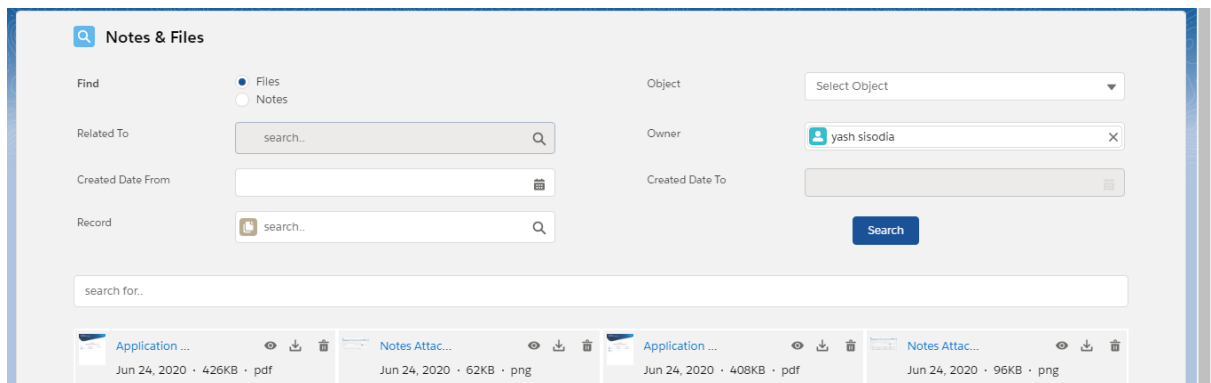 Notes & Files
Find
Files
Notes
Object
Select Object
Related To
search..
Owner
yash sisodia
Created Date From
Created Date To
Record
search..
Search
search for..
Application ...
Jun 24, 2020 • 426KB • pdf
Notes Attac...
Jun 24, 2020 • 62KB • png
Application ...
Jun 24, 2020 • 408KB • pdf
Notes Attac...
Jun 24, 2020 • 96KB • png